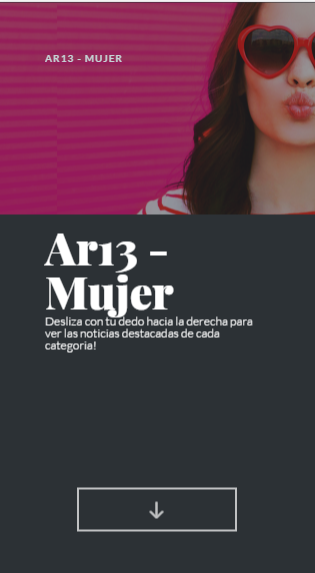 AR13 - MUJER
Ar13 -
Mujer
Desliza con tu dedo hacia la derecha para
ver las noticias destacadas de cada
categoria!